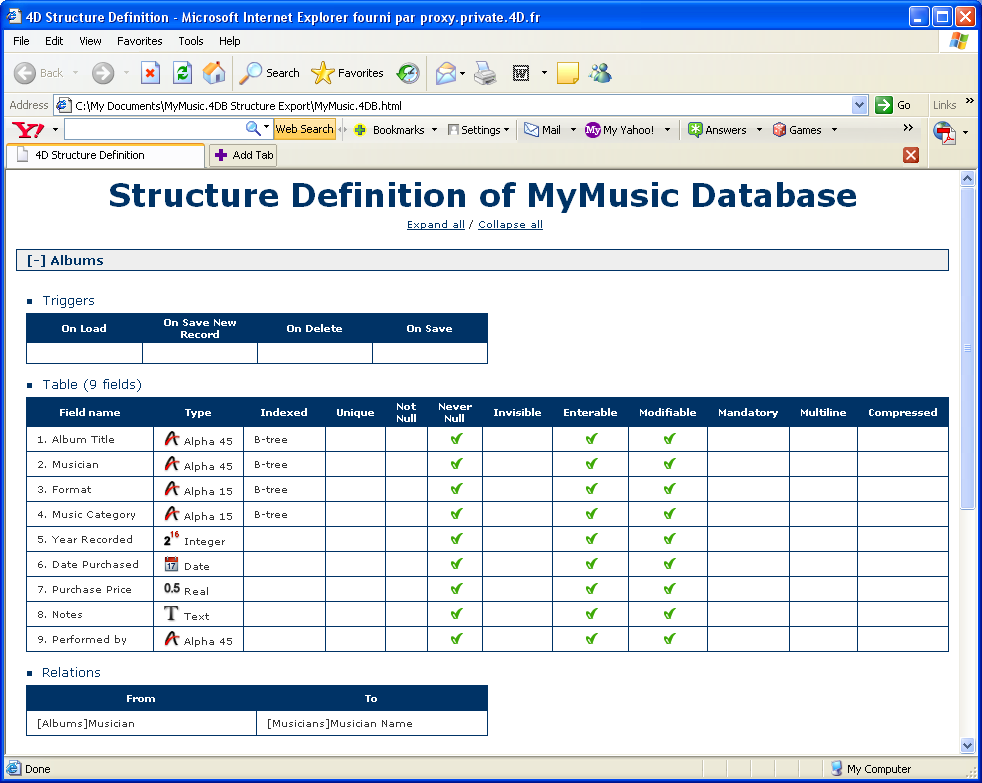 4D Structure Definition - Microsoft Internet Explorer fourni par proxy.private.4D.fr
File Edit View Favorites Tools Help
Back Search Favorites W
Address C:\My Documents\MyMusic.4DB Structure Export\MyMusic.4DB.html Go Links »
Y! Web Search Bookmarks Settings Mail My My Yahoo! Answers Games »
4D Structure Definition Add Tab
Structure Definition of MyMusic Database
Expand all / Collapse all
[-] Albums
Triggers
On Load On Save New Record On Delete On Save
Table (9 fields)
Field name Type Indexed Unique Not Null Never Null Invisible Enterable Modifiable Mandatory Multiline Compressed
1. Album Title A Alpha 45 B-tree
2. Musician A Alpha 45 B-tree
3. Format A Alpha 15 B-tree
4. Music Category A Alpha 15 B-tree
5. Year Recorded 2¹⁶ Integer
6. Date Purchased 17 Date
7. Purchase Price 0.5 Real
8. Notes T Text
9. Performed by A Alpha 45
Relations
From To
[Albums]Musician [Musicians]Musician Name
Done My Computer